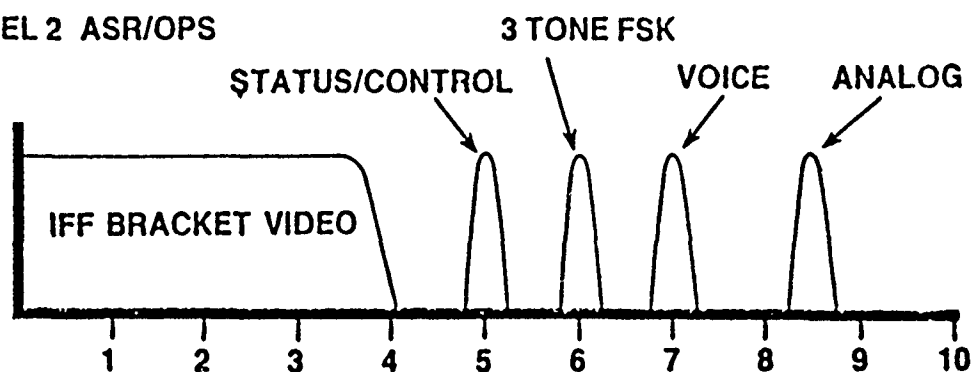 EL 2 ASR/OPS
3 TONE FSK
STATUS/CONTROL
VOICE
ANALOG
IFF BRACKET VIDEO
1 2 3 4 5 6 7 8 9 10